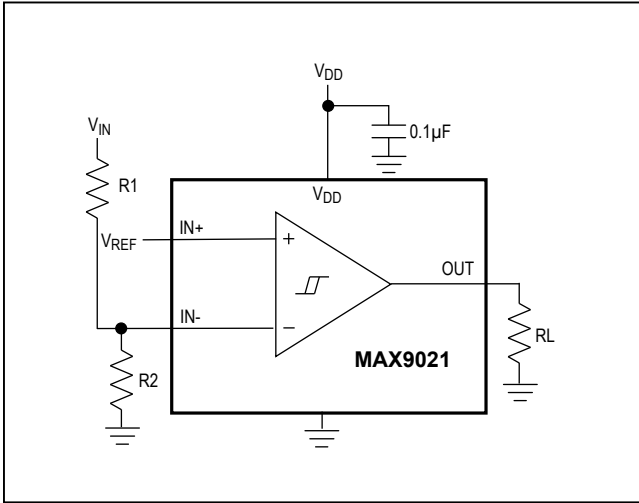 VDD
VIN
0.1µF
R1
VDD
VREF
IN+
+
OUT
IN-
−
RL
R2
MAX9021